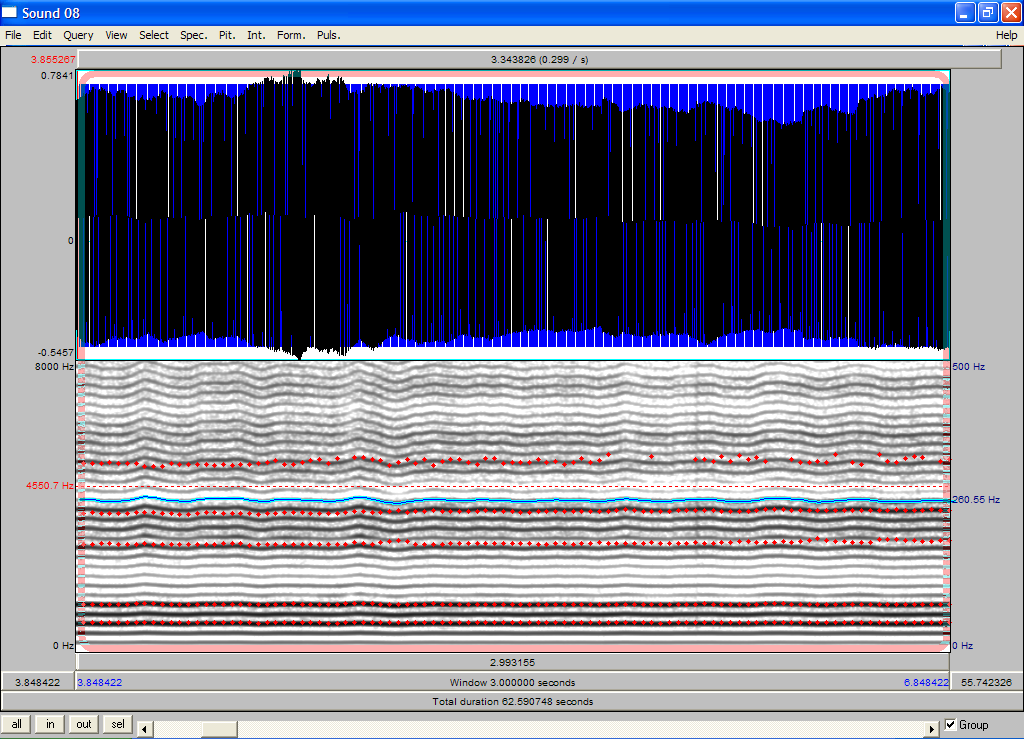 Sound 08
File Edit Query View Select Spec. Pit. Int. Form. Puls. Help
3.855267 3.343826 (0.299 / s)
0.7841
0
-0.5457
8000 Hz 500 Hz
4550.7 Hz 260.55 Hz
0 Hz 0 Hz
2.993155
3.848422 3.848422 Window 3.000000 seconds 6.848422 55.742326
Total duration 62.590748 seconds
all in out sel Group